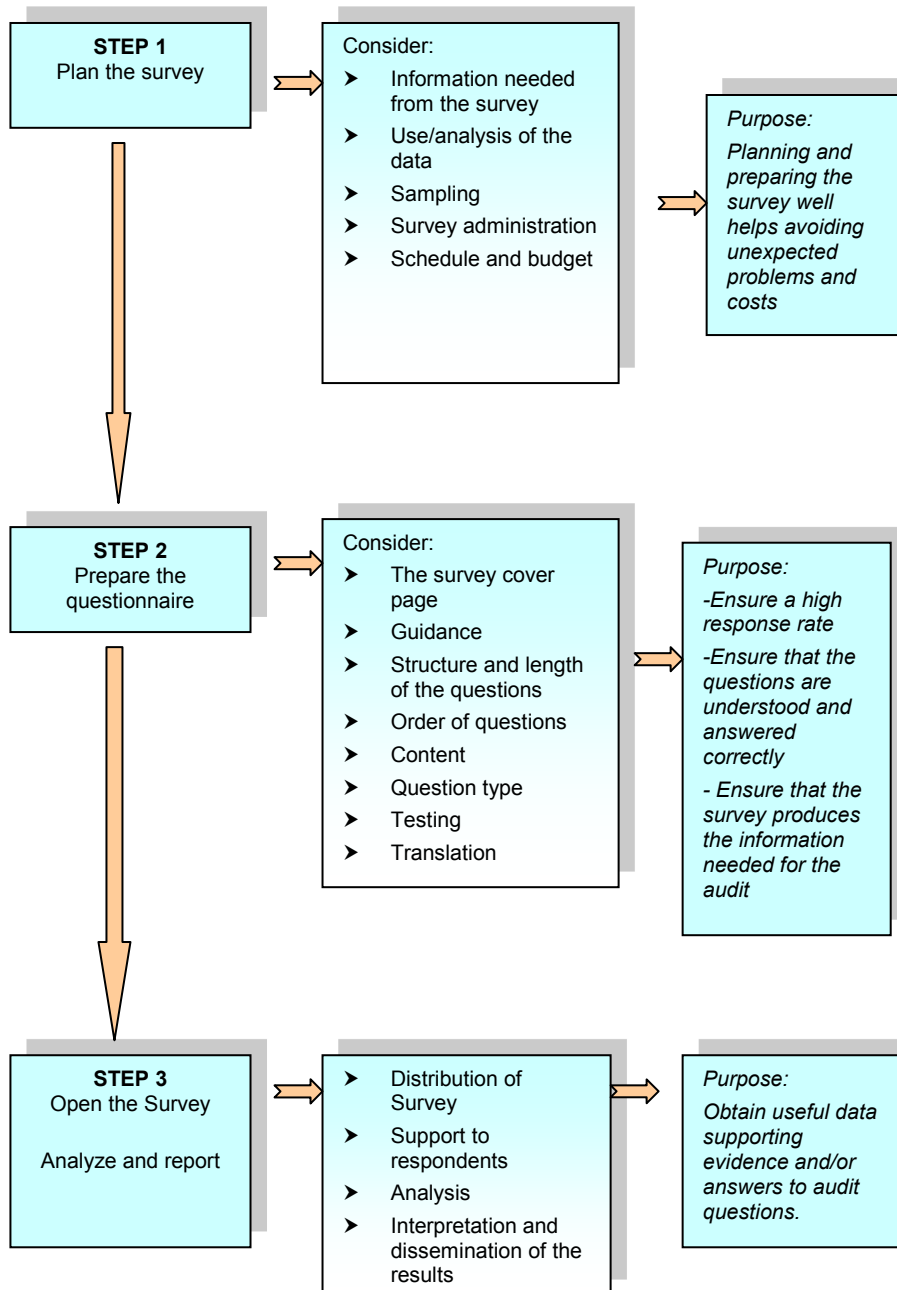 STEP 1
Plan the survey
Consider:
➤ Information needed
from the survey
➤ Use/analysis of the
data
➤ Sampling
➤ Survey administration
➤ Schedule and budget
Purpose:
Planning and
preparing the
survey well
helps avoiding
unexpected
problems and
costs
STEP 2
Prepare the
questionnaire
Consider:
➤ The survey cover
page
➤ Guidance
➤ Structure and length
of the questions
➤ Order of questions
➤ Content
➤ Question type
➤ Testing
➤ Translation
Purpose:
-Ensure a high
response rate
-Ensure that the
questions are
understood and
answered
correctly
- Ensure that the
survey produces
the information
needed for the
audit
STEP 3
Open the Survey
Analyze and report
➤ Distribution of
Survey
➤ Support to
respondents
➤ Analysis
➤ Interpretation and
dissemination of the
results
Purpose:
Obtain useful data
supporting
evidence and/or
answers to audit
questions.